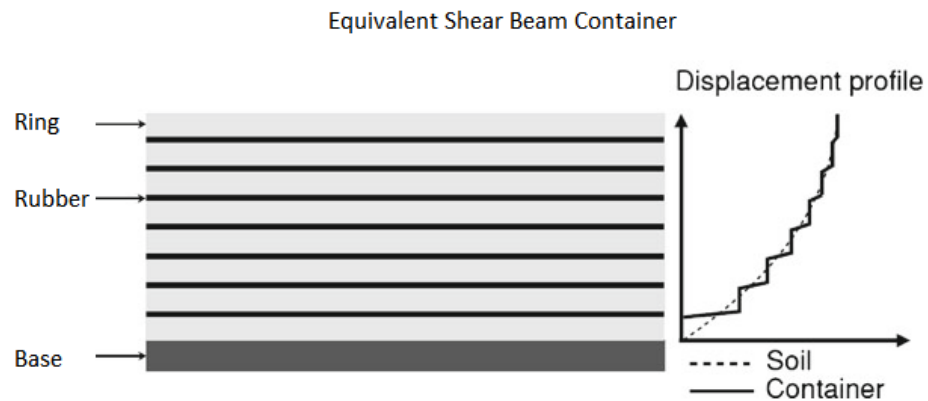 Equivalent Shear Beam Container
Displacement profile
Ring
Rubber
Base
Soil
Container